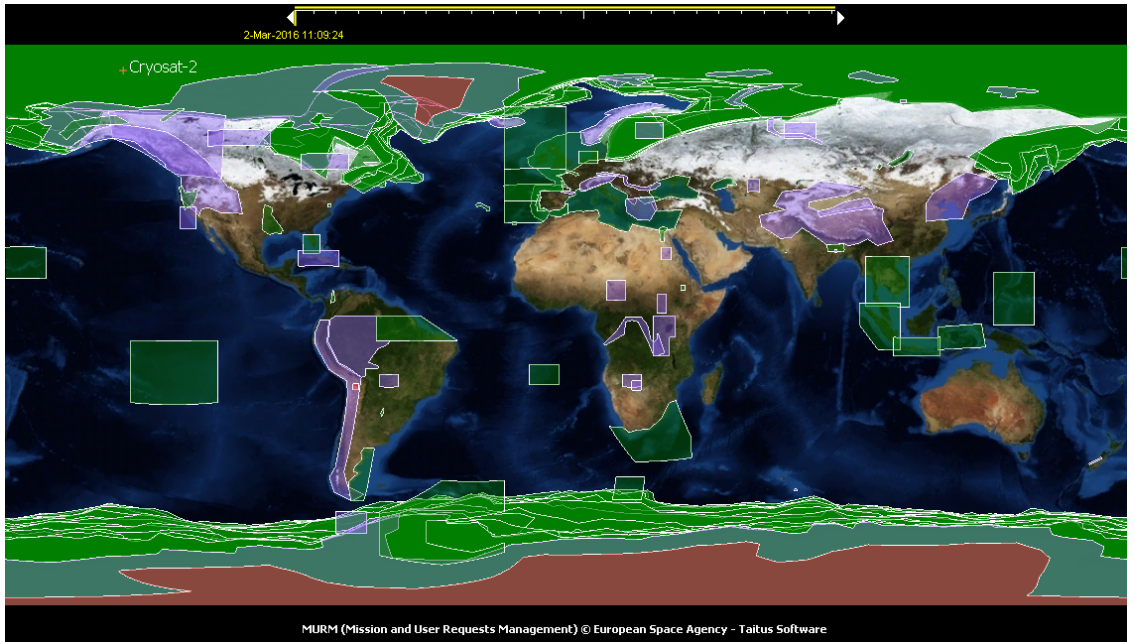 2-Mar-2016 11:09:24
Cryosat-2
MURM (Mission and User Requests Management) © European Space Agency - Taitus Software